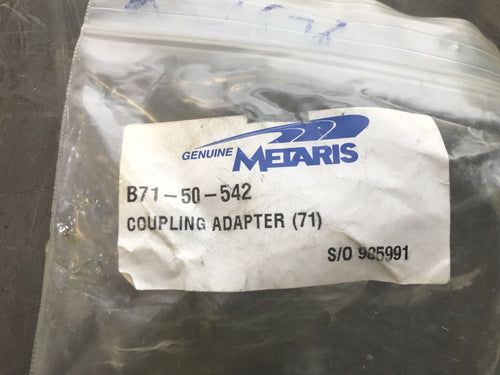 GENUINE METARIS
B71-50-542
COUPLING ADAPTER (71)
S/O 985991